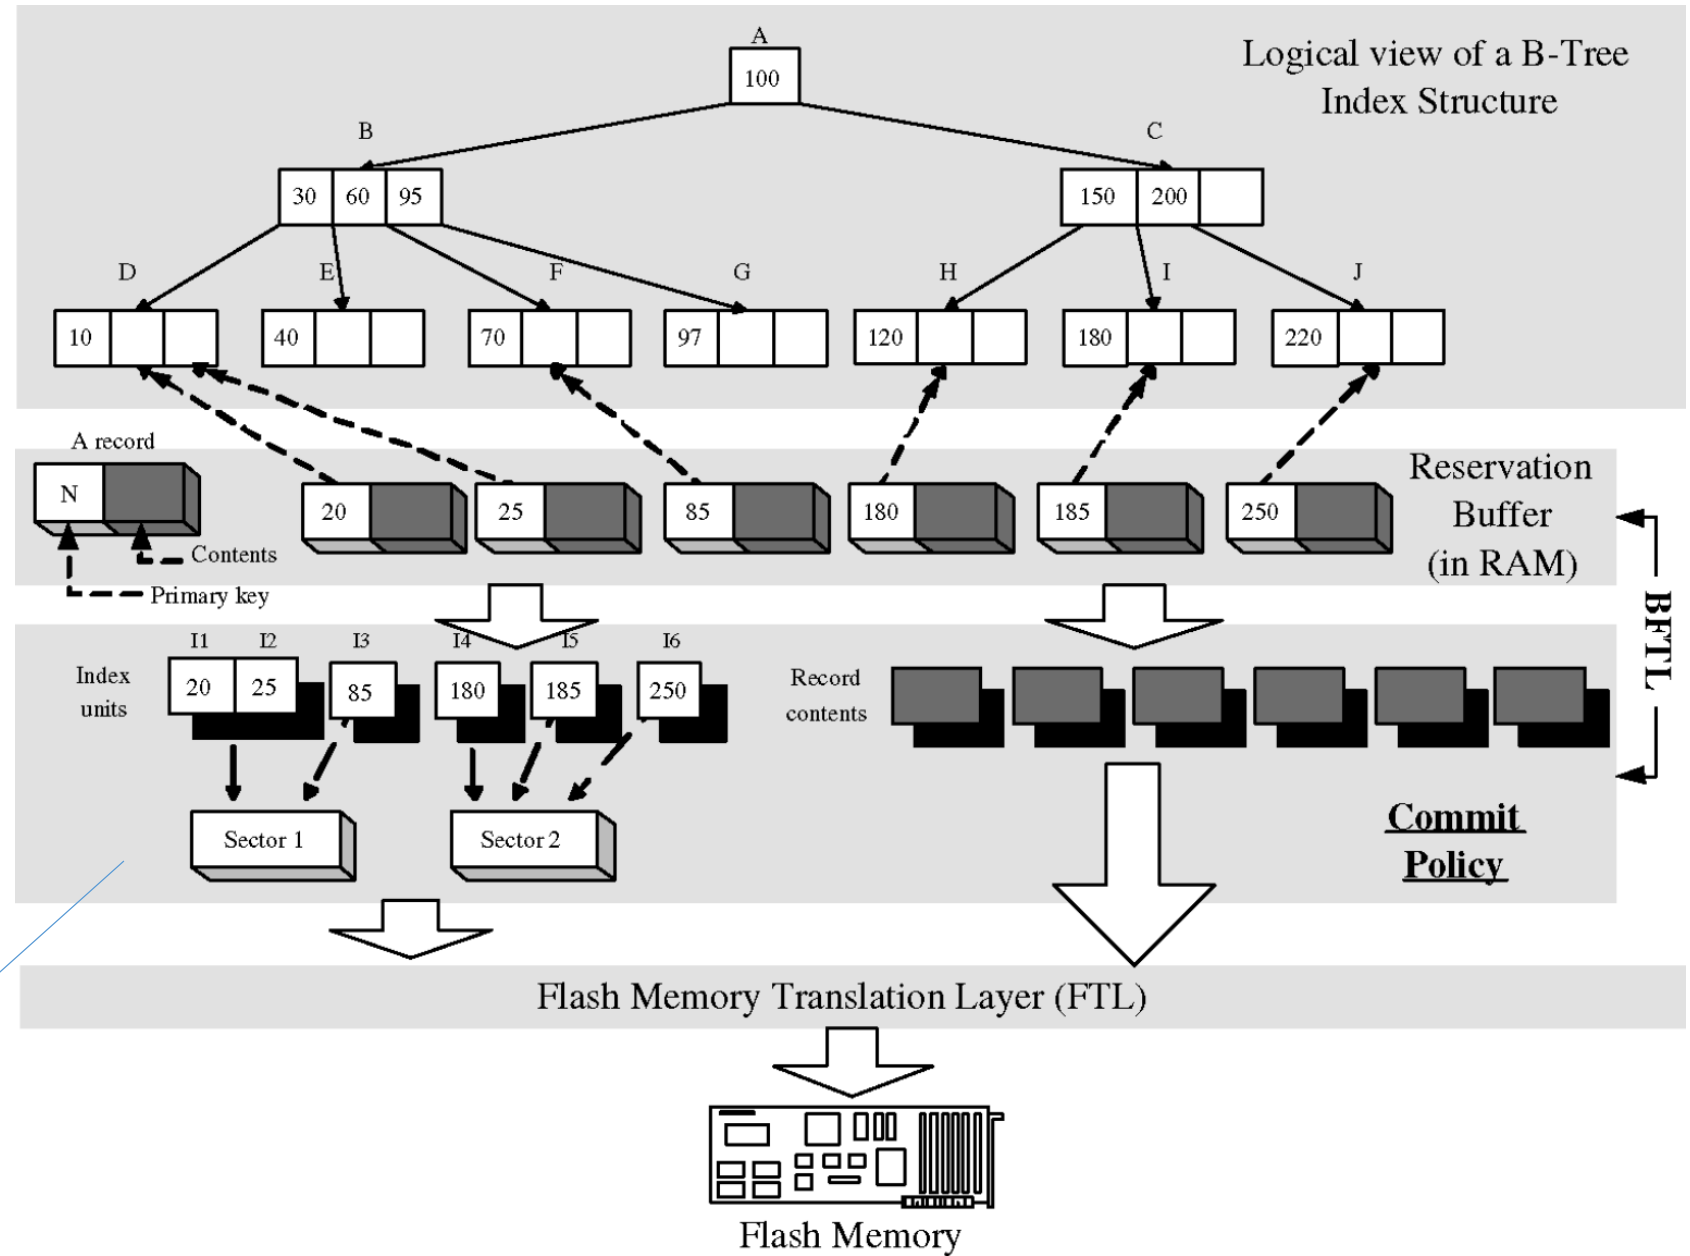 A
Logical view of a B-Tree
Index Structure
100
B
C
30 60 95
150 200
D
E
F
G
H
I
J
10
40
70
97
120
180
220
A record
N
Contents
Primary key
20
25
85
180
185
250
Reservation
Buffer
(in RAM)
BFTL
I1 I2 I3 I4 I5 I6
Index
units
20 25 85 180 185 250
Record
contents
Sector 1
Sector 2
Commit
Policy
Flash Memory Translation Layer (FTL)
Flash Memory